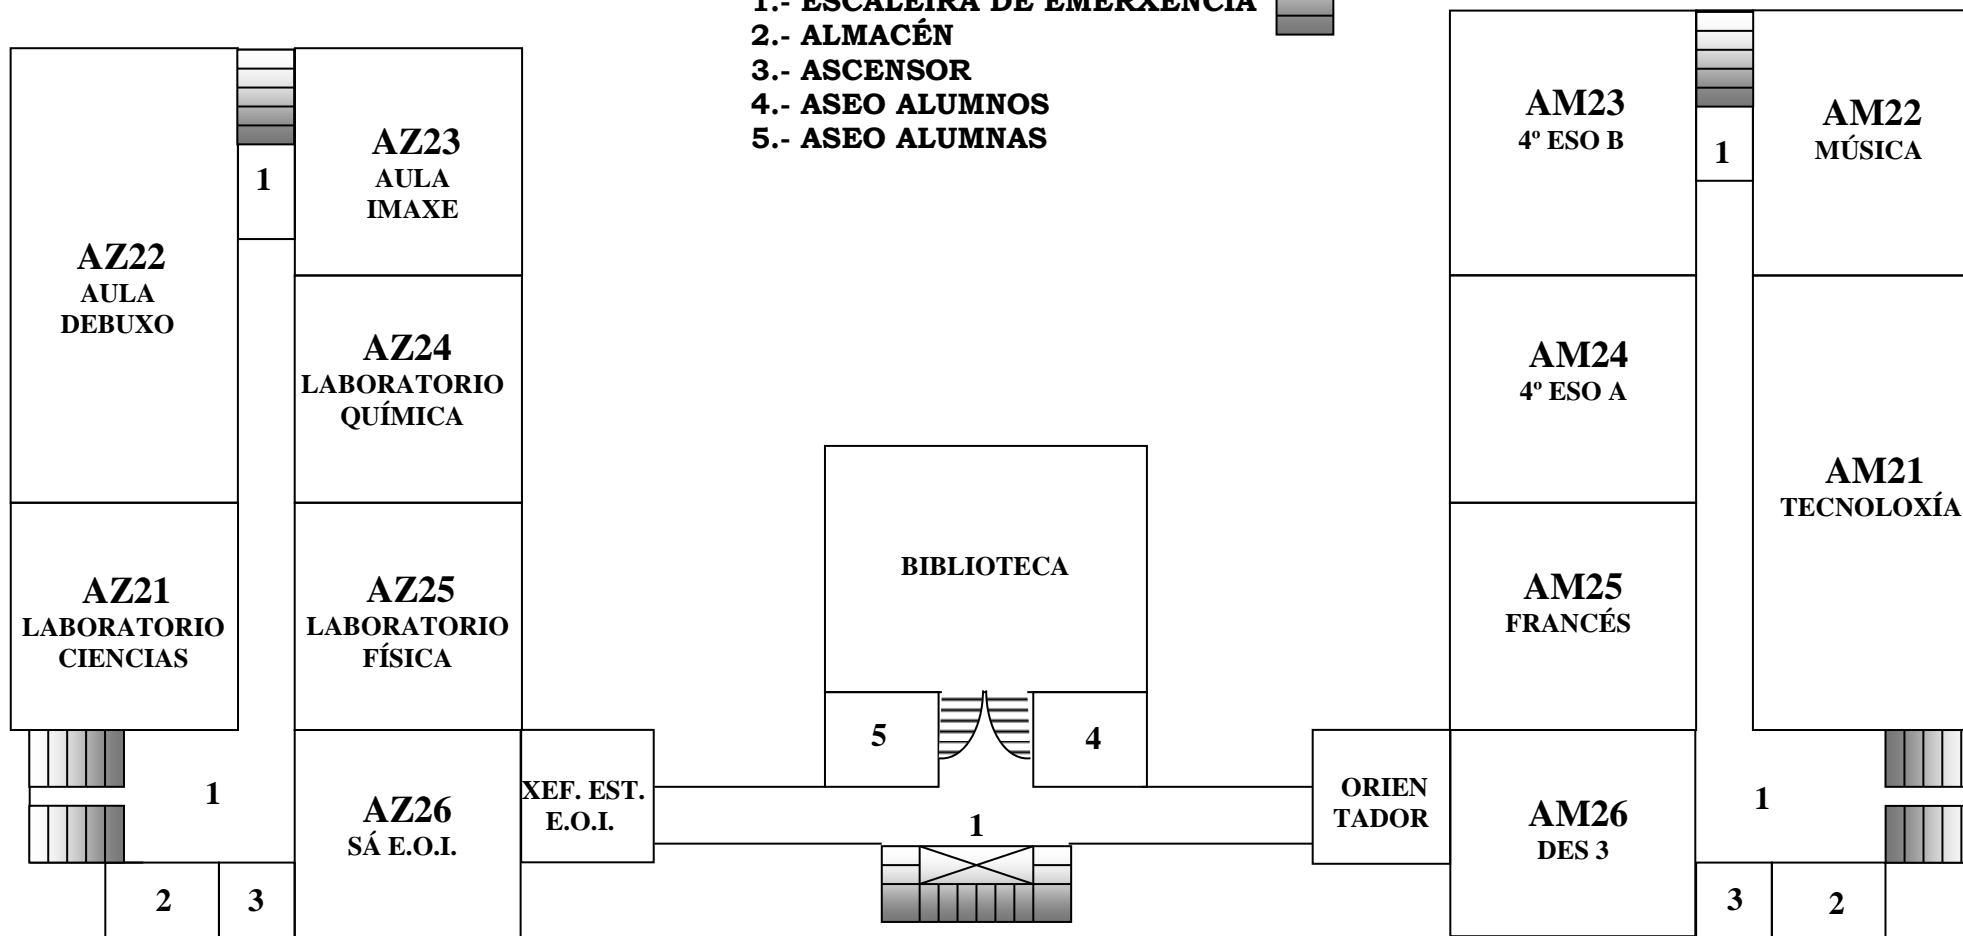 1.- ESCALEIRA DE EMERXENCIA
2.- ALMACÉN
3.- ASCENSOR
4.- ASEO ALUMNOS
5.- ASEO ALUMNAS
AZ22
AULA
DEBUXO
1
AZ23
AULA
IMAXE
AZ24
LABORATORIO
QUÍMICA
AZ21
LABORATORIO
CIENCIAS
AZ25
LABORATORIO
FÍSICA
1
AZ26
SÁ E.O.I.
XEF. EST.
E.O.I.
2
3
BIBLIOTECA
5
4
1
AM23
4º ESO B
1
AM22
MÚSICA
AM24
4º ESO A
AM21
TECNOLOXÍA
AM25
FRANCÉS
ORIEN
TADOR
AM26
DES 3
1
3
2